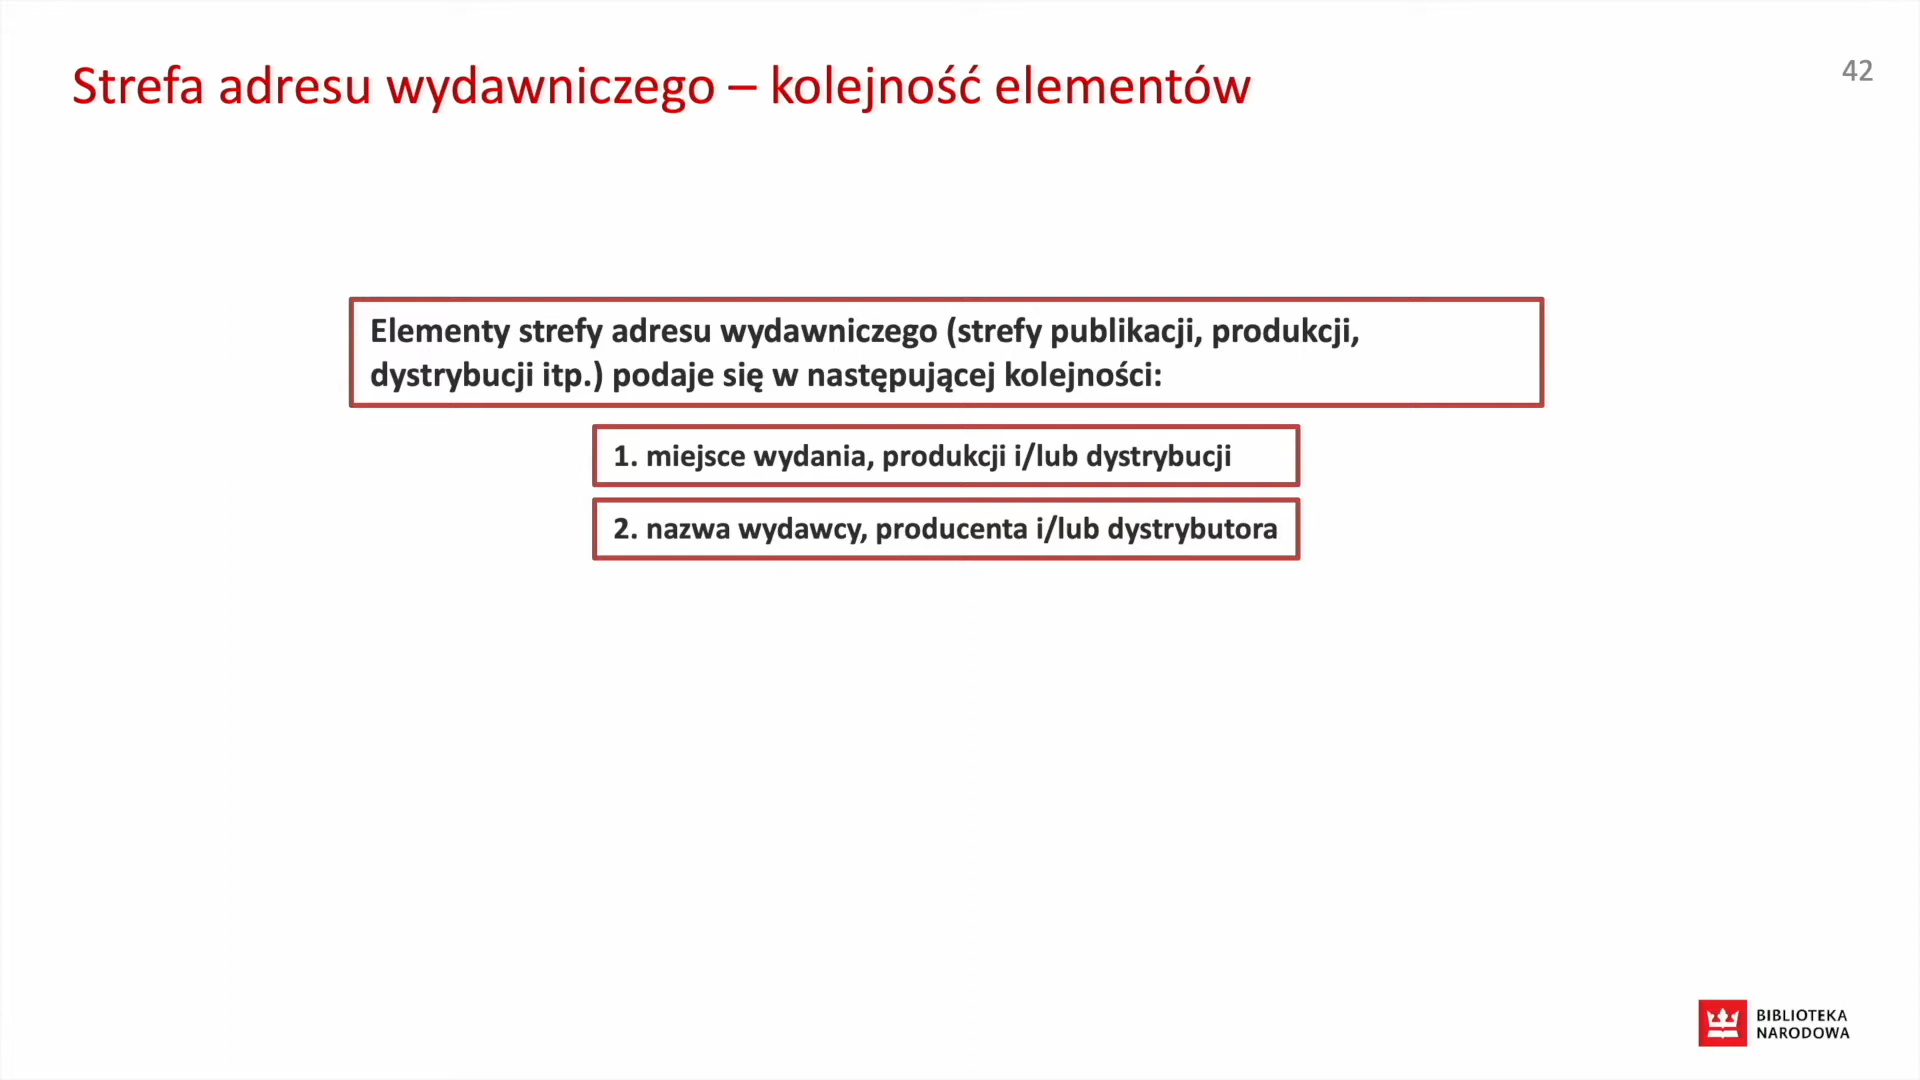 Strefa adresu wydawniczego – kolejność elementów
42
Elementy strefy adresu wydawniczego (strefy publikacji, produkcji,
dystrybucji itp.) podaje się w następującej kolejności:
1. miejsce wydania, produkcji i/lub dystrybucji
2. nazwa wydawcy, producenta i/lub dystrybutora
BIBLIOTEKA
NARODOWA